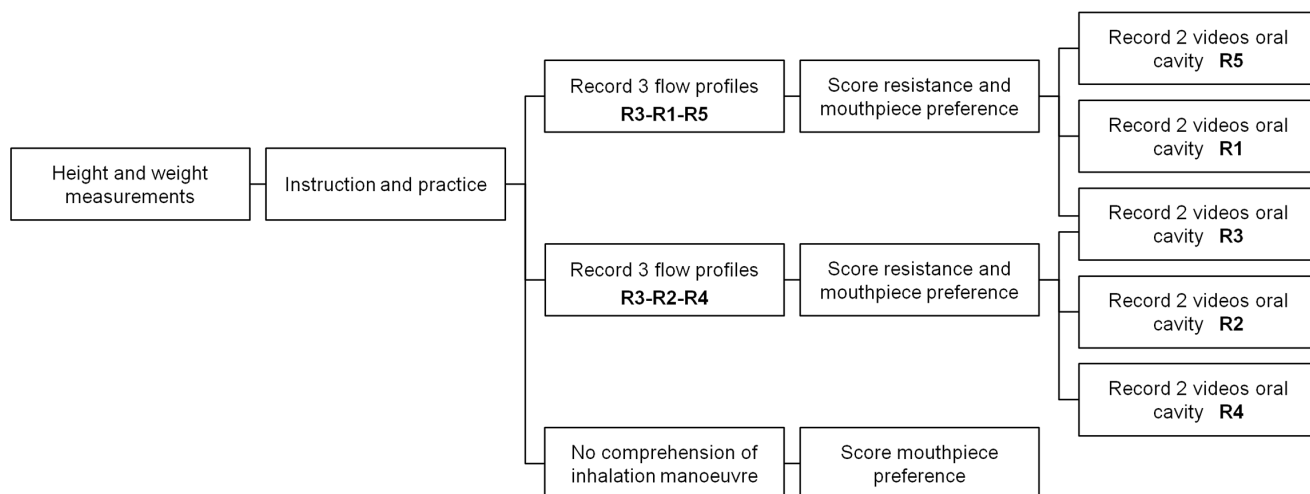 Height and weight
measurements
Instruction and practice
Record 3 flow profiles
R3-R1-R5
Score resistance and
mouthpiece preference
Record 2 videos oral
cavity R5
Record 2 videos oral
cavity R1
Record 2 videos oral
cavity R3
Record 3 flow profiles
R3-R2-R4
Score resistance and
mouthpiece preference
Record 2 videos oral
cavity R2
Record 2 videos oral
cavity R4
No comprehension of
inhalation manoeuvre
Score mouthpiece
preference